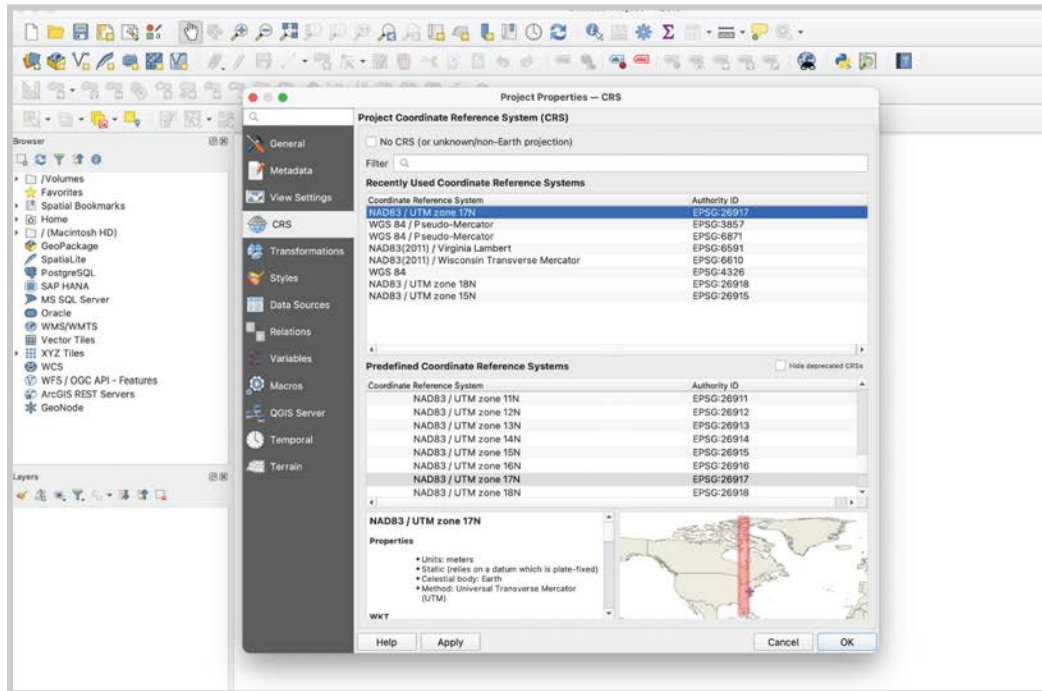 Project Properties — CRS
Browser
/Volumes
Favorites
Spatial Bookmarks
Home
/ (Macintosh HD)
GeoPackage
SpatiaLite
PostgreSQL
SAP HANA
MS SQL Server
Oracle
WMS/WMTS
Vector Tiles
XYZ Tiles
WCS
WFS / OGC API - Features
ArcGIS REST Servers
GeoNode
Layers
General
Metadata
View Settings
CRS
Transformations
Styles
Data Sources
Relations
Variables
Macros
QGIS Server
Temporal
Terrain
Project Coordinate Reference System (CRS)
No CRS (or unknown/non-Earth projection)
Filter
Recently Used Coordinate Reference Systems
Coordinate Reference System Authority ID
NAD83 / UTM zone 17N EPSG:26917
WGS 84 / Pseudo-Mercator EPSG:3857
WGS 84 / Pseudo-Mercator EPSG:6871
NAD83(2011) / Virginia Lambert EPSG:6591
NAD83(2011) / Wisconsin Transverse Mercator EPSG:6610
WGS 84 EPSG:4326
NAD83 / UTM zone 18N EPSG:26918
NAD83 / UTM zone 15N EPSG:26915
Predefined Coordinate Reference Systems Hide deprecated CRSs
Coordinate Reference System Authority ID
NAD83 / UTM zone 11N EPSG:26911
NAD83 / UTM zone 12N EPSG:26912
NAD83 / UTM zone 13N EPSG:26913
NAD83 / UTM zone 14N EPSG:26914
NAD83 / UTM zone 15N EPSG:26915
NAD83 / UTM zone 16N EPSG:26916
NAD83 / UTM zone 17N EPSG:26917
NAD83 / UTM zone 18N EPSG:26918
NAD83 / UTM zone 17N
Properties
• Units: meters
• Static (relies on a datum which is plate-fixed)
• Celestial body: Earth
• Method: Universal Transverse Mercator
(UTM)
WKT
Help Apply Cancel OK